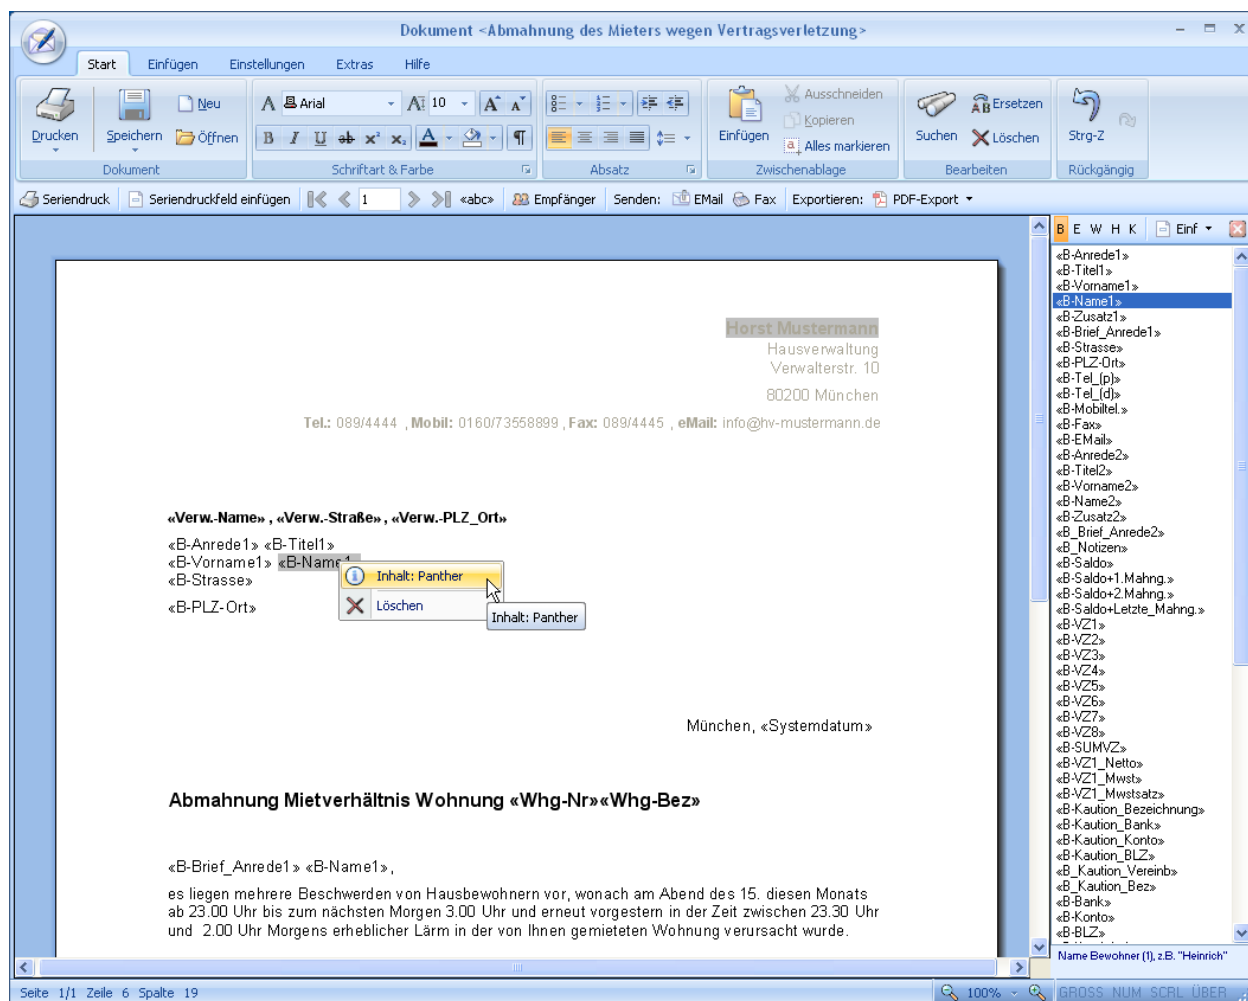 Dokument <Abmahnung des Mieters wegen Vertragsverletzung>
Start Einfügen Einstellungen Extras Hilfe
Drucken Speichern Neu Öffnen
Dokument
Arial 10
B I U ab x² x₂ A ¶
Schriftart & Farbe
Absatz
Einfügen Ausschneiden Kopieren Alles markieren
Zwischenablage
Suchen Ersetzen Löschen
Bearbeiten
Strg-Z
Rückgängig
Seriendruck Seriendruckfeld einfügen 1 «abc» Empfänger Senden: EMail Fax Exportieren: PDF-Export
Horst Mustermann
Hausverwaltung
Verwalterstr. 10
80200 München
Tel.: 089/4444 , Mobil: 0160/73558899 , Fax: 089/4445 , eMail: info@hv-mustermann.de
«Verw.-Name» , «Verw.-Straße» , «Verw.-PLZ_Ort»
«B-Anrede1» «B-Titel1»
«B-Vorname1» «B-Name1
«B-Strasse»
«B-PLZ-Ort»
Inhalt: Panther
Löschen
Inhalt: Panther
München, «Systemdatum»
Abmahnung Mietverhältnis Wohnung «Whg-Nr»«Whg-Bez»
«B-Brief_Anrede1» «B-Name1»,
es liegen mehrere Beschwerden von Hausbewohnern vor, wonach am Abend des 15. diesen Monats
ab 23.00 Uhr bis zum nächsten Morgen 3.00 Uhr und erneut vorgestern in der Zeit zwischen 23.30 Uhr
und 2.00 Uhr Morgens erheblicher Lärm in der von Ihnen gemieteten Wohnung verursacht wurde.
B E W H K Einf
«B-Anrede1»
«B-Titel1»
«B-Vorname1»
«B-Name1»
«B-Zusatz1»
«B-Brief_Anrede1»
«B-Strasse»
«B-PLZ-Ort»
«B-Tel_(p)»
«B-Tel_(d)»
«B-Mobiltel.»
«B-Fax»
«B-EMail»
«B-Anrede2»
«B-Titel2»
«B-Vorname2»
«B-Name2»
«B-Zusatz2»
«B_Brief_Anrede2»
«B_Notizen»
«B-Saldo»
«B-Saldo+1.Mahng.»
«B-Saldo+2.Mahng.»
«B-Saldo+Letzte_Mahng.»
«B-VZ1»
«B-VZ2»
«B-VZ3»
«B-VZ4»
«B-VZ5»
«B-VZ6»
«B-VZ7»
«B-VZ8»
«B-SUMVZ»
«B-VZ1_Netto»
«B-VZ1_Mwst»
«B-VZ1_Mwstsatz»
«B-Kaution_Bezeichnung»
«B-Kaution_Bank»
«B-Kaution_Konto»
«B-Kaution_BLZ»
«B_Kaution_Vereinb»
«B_Kaution_Bez»
«B-Bank»
«B-Konto»
«B-BLZ»
Name Bewohner (1), z.B. "Heinrich"
Seite 1/1 Zeile 6 Spalte 19 100% GROSS NUM SCRL ÜBER